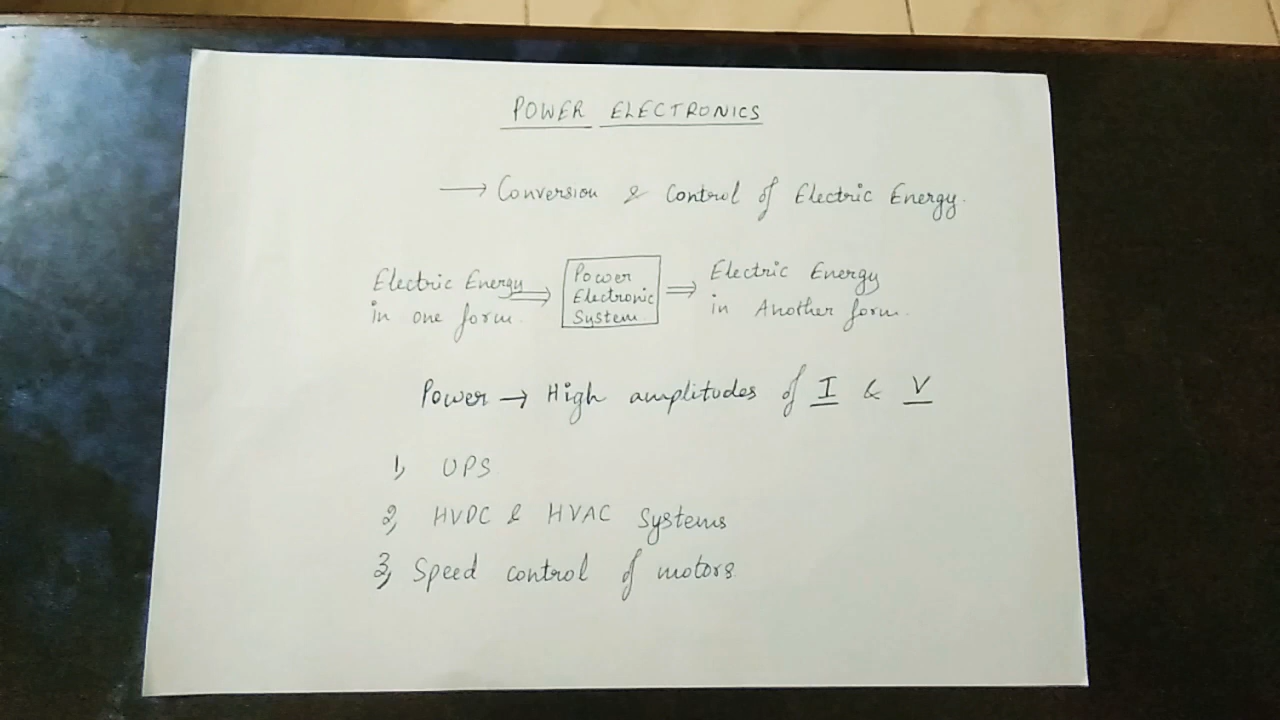 POWER ELECTRONICS
→ Conversion & Control of Electric Energy.
Electric Energy
in one form.
⇒
Power
Electronic
System.
⇒
Electric Energy
in Another form.
Power → High amplitudes of I & V
1, UPS
2, HVDC & HVAC Systems
3, Speed control of motors.